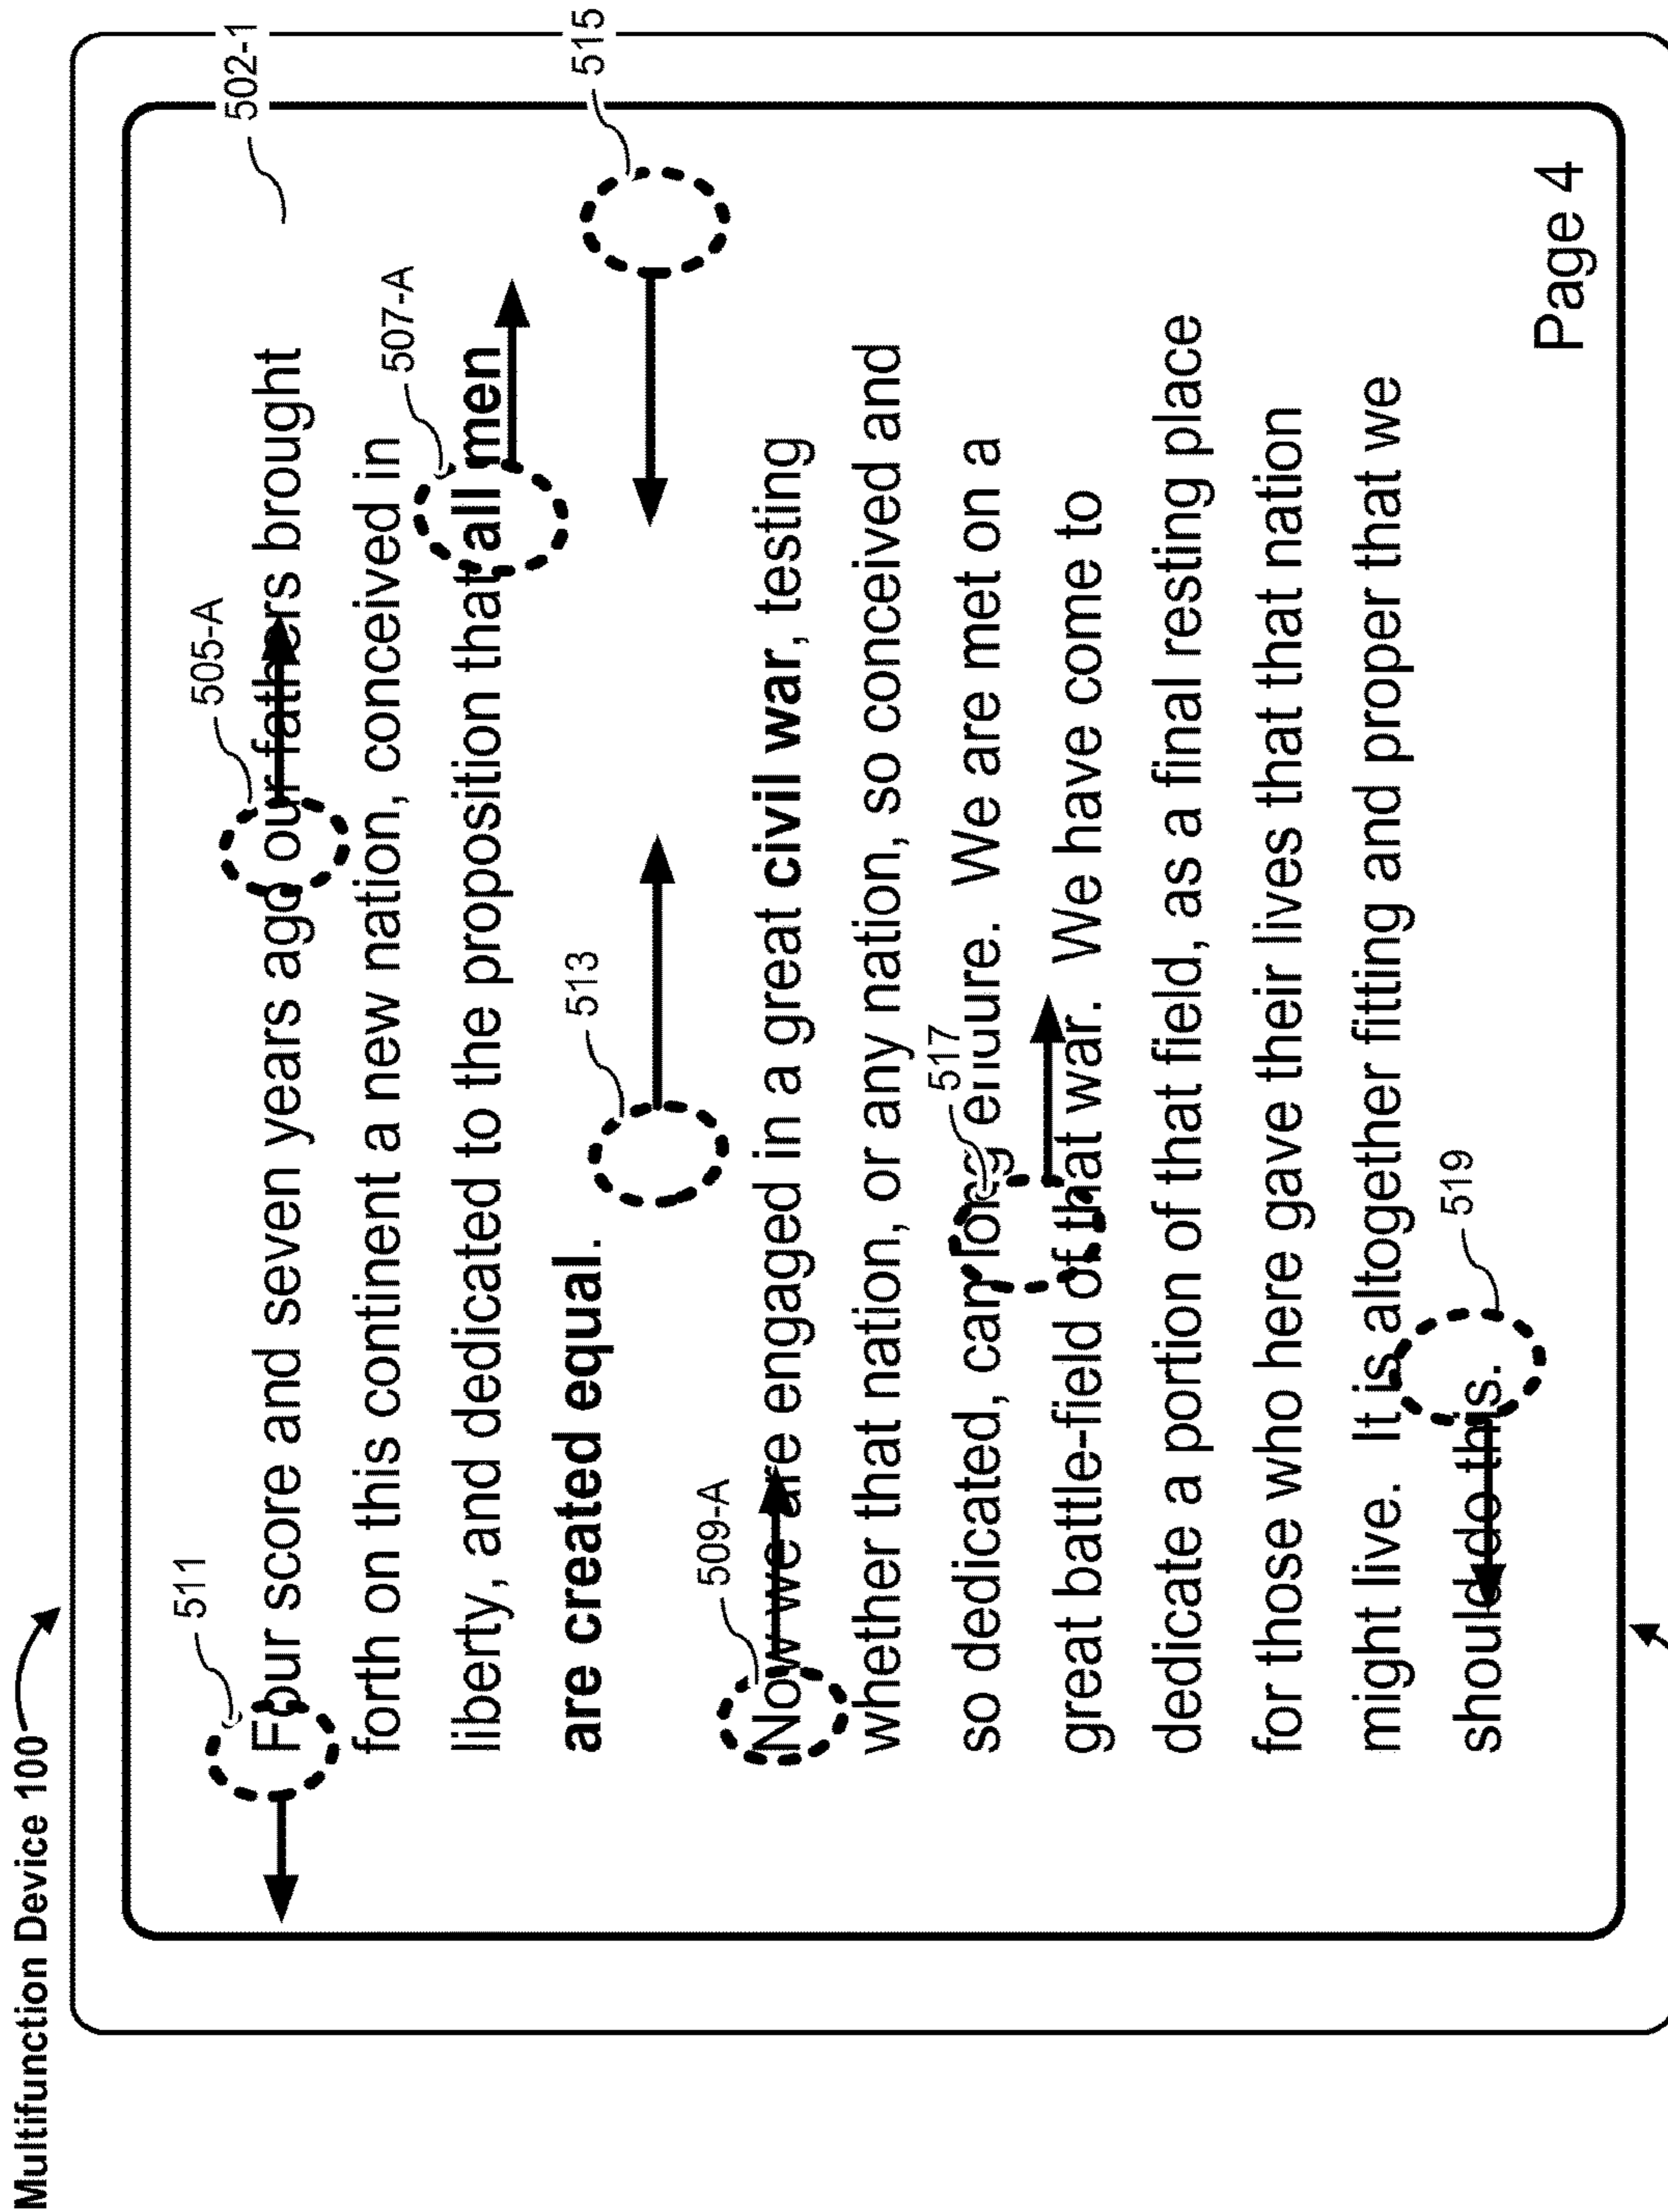 Multifunction Device 100
502-1
511
505-A
Four score and seven years ago our fathers brought
507-A
forth on this continent a new nation, conceived in
liberty, and dedicated to the proposition that all men
513
515
are created equal.
509-A
Now we are engaged in a great civil war, testing
whether that nation, or any nation, so conceived and
517
so dedicated, can long endure. We are met on a
great battle-field of that war. We have come to
dedicate a portion of that field, as a final resting place
for those who here gave their lives that that nation
might live. It is altogether fitting and proper that we
519
should do this.
Page 4